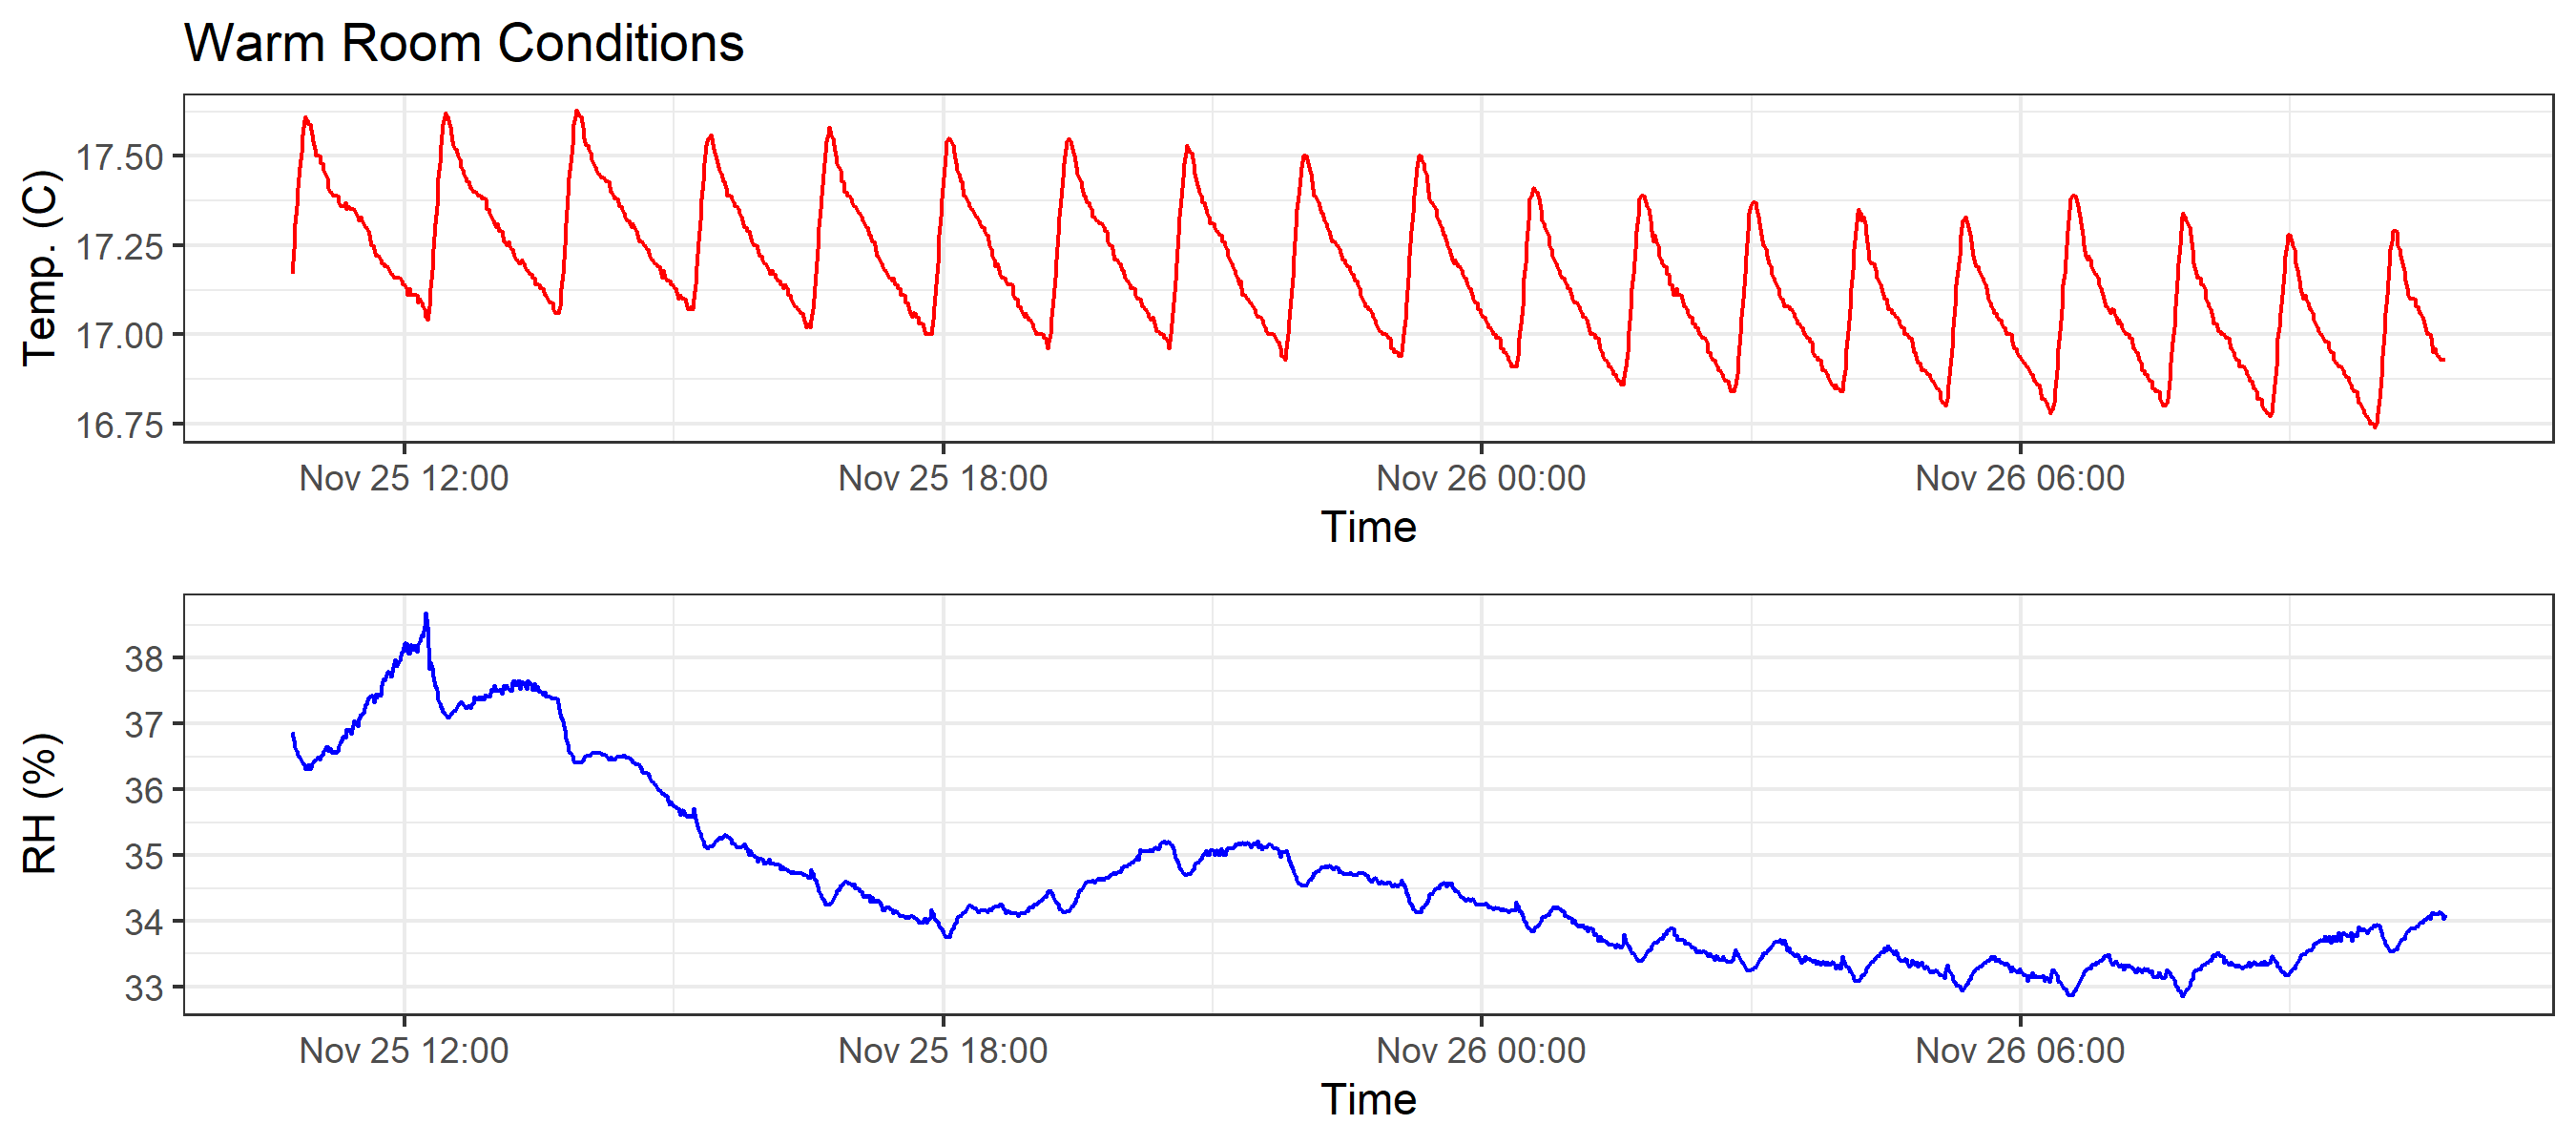 Warm Room Conditions
Temp. (C)
17.50
17.25
17.00
16.75
Nov 25 12:00 Nov 25 18:00 Nov 26 00:00 Nov 26 06:00
Time
RH (%)
38
37
36
35
34
33
Nov 25 12:00 Nov 25 18:00 Nov 26 00:00 Nov 26 06:00
Time